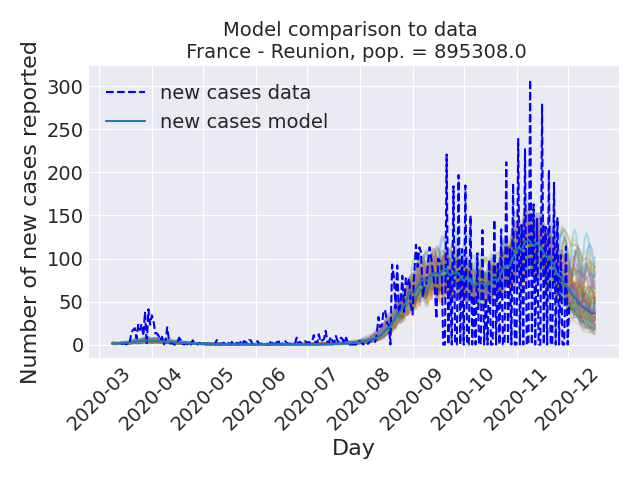 Model comparison to data
France - Reunion, pop. = 895308.0
Number of new cases reported
300
250
200
150
100
50
0
new cases data
new cases model
2020-03
2020-04
2020-05
2020-06
2020-07
2020-08
2020-09
2020-10
2020-11
2020-12
Day